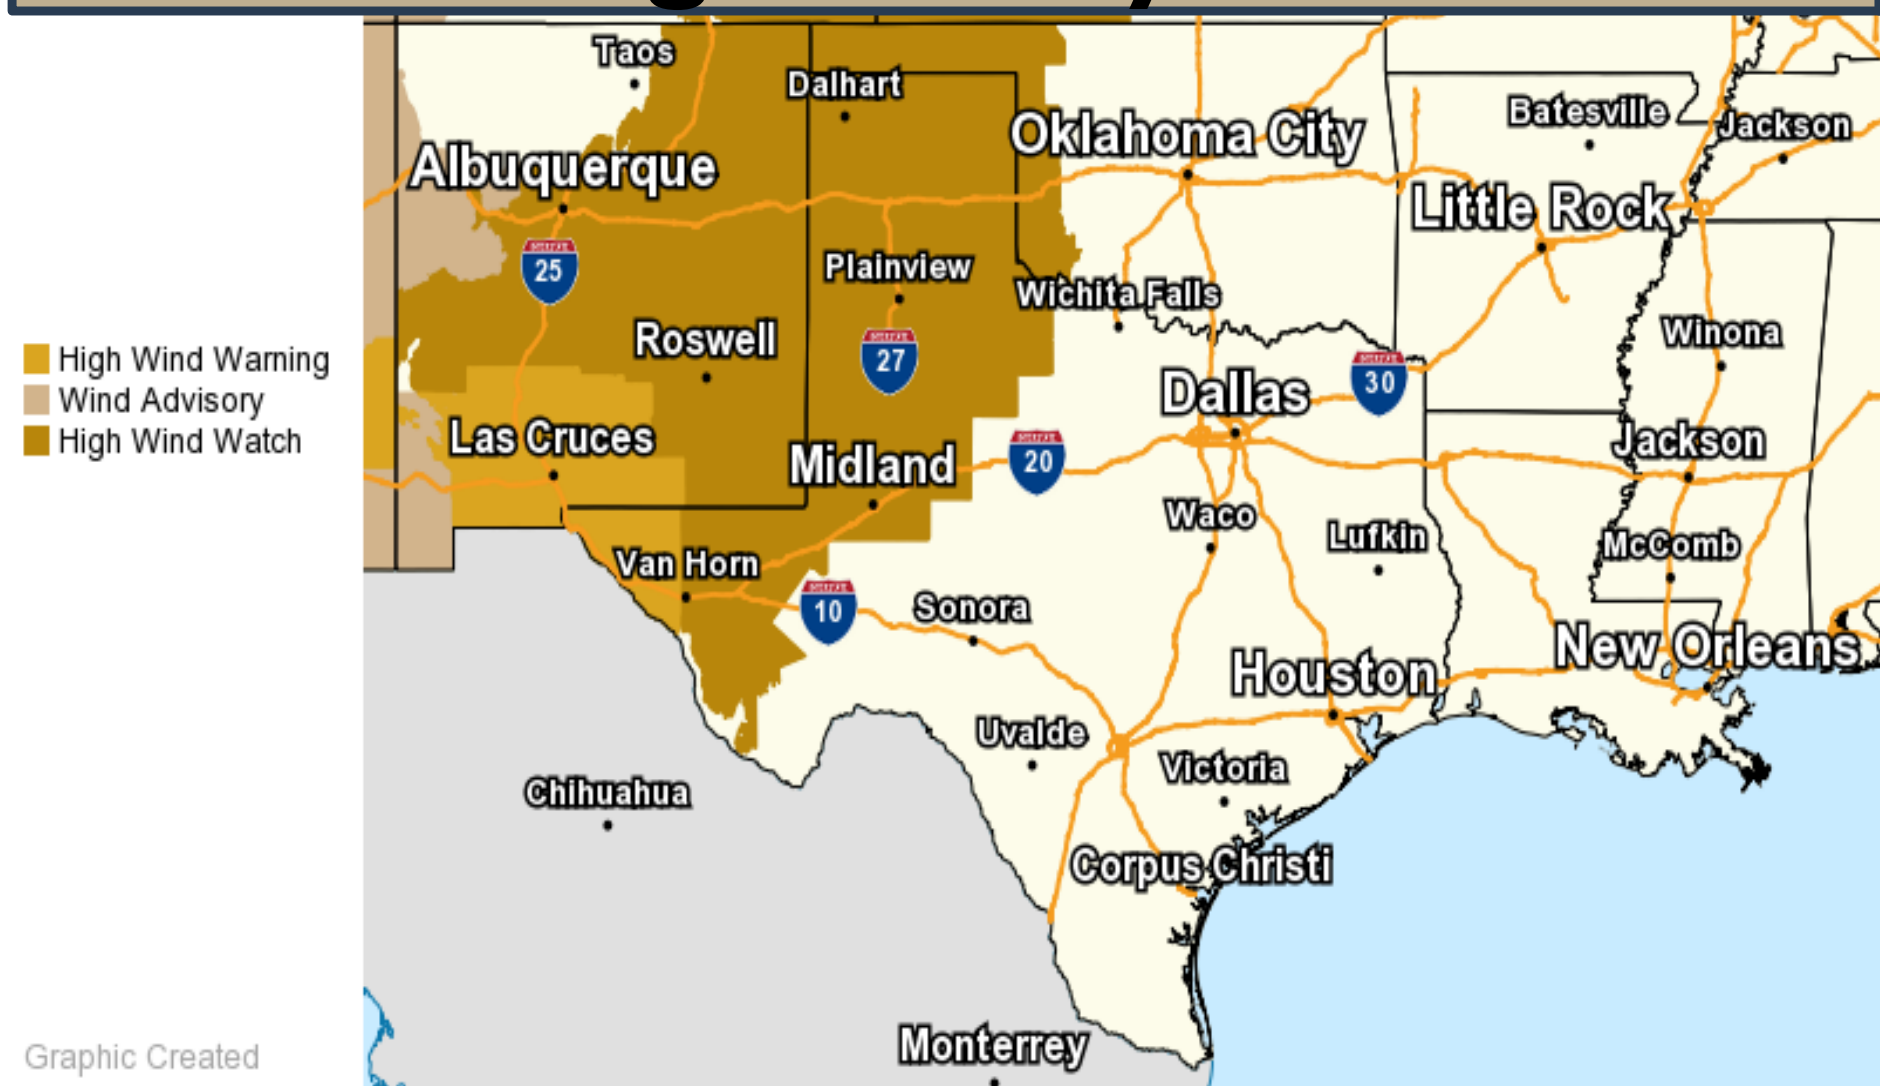 High Wind Warning
Wind Advisory
High Wind Watch
Graphic Created
Taos
Dalhart
Oklahoma City
Batesville
Jackson
Albuquerque
Little Rock
25
Plainview
Wichita Falls
Roswell
27
Winona
30
Dallas
Las Cruces
Midland
20
Jackson
Waco
Lufkin
McComb
Van Horn
10
Sonora
New Orleans
Houston
Uvalde
Victoria
Chihuahua
Corpus Christi
Monterrey